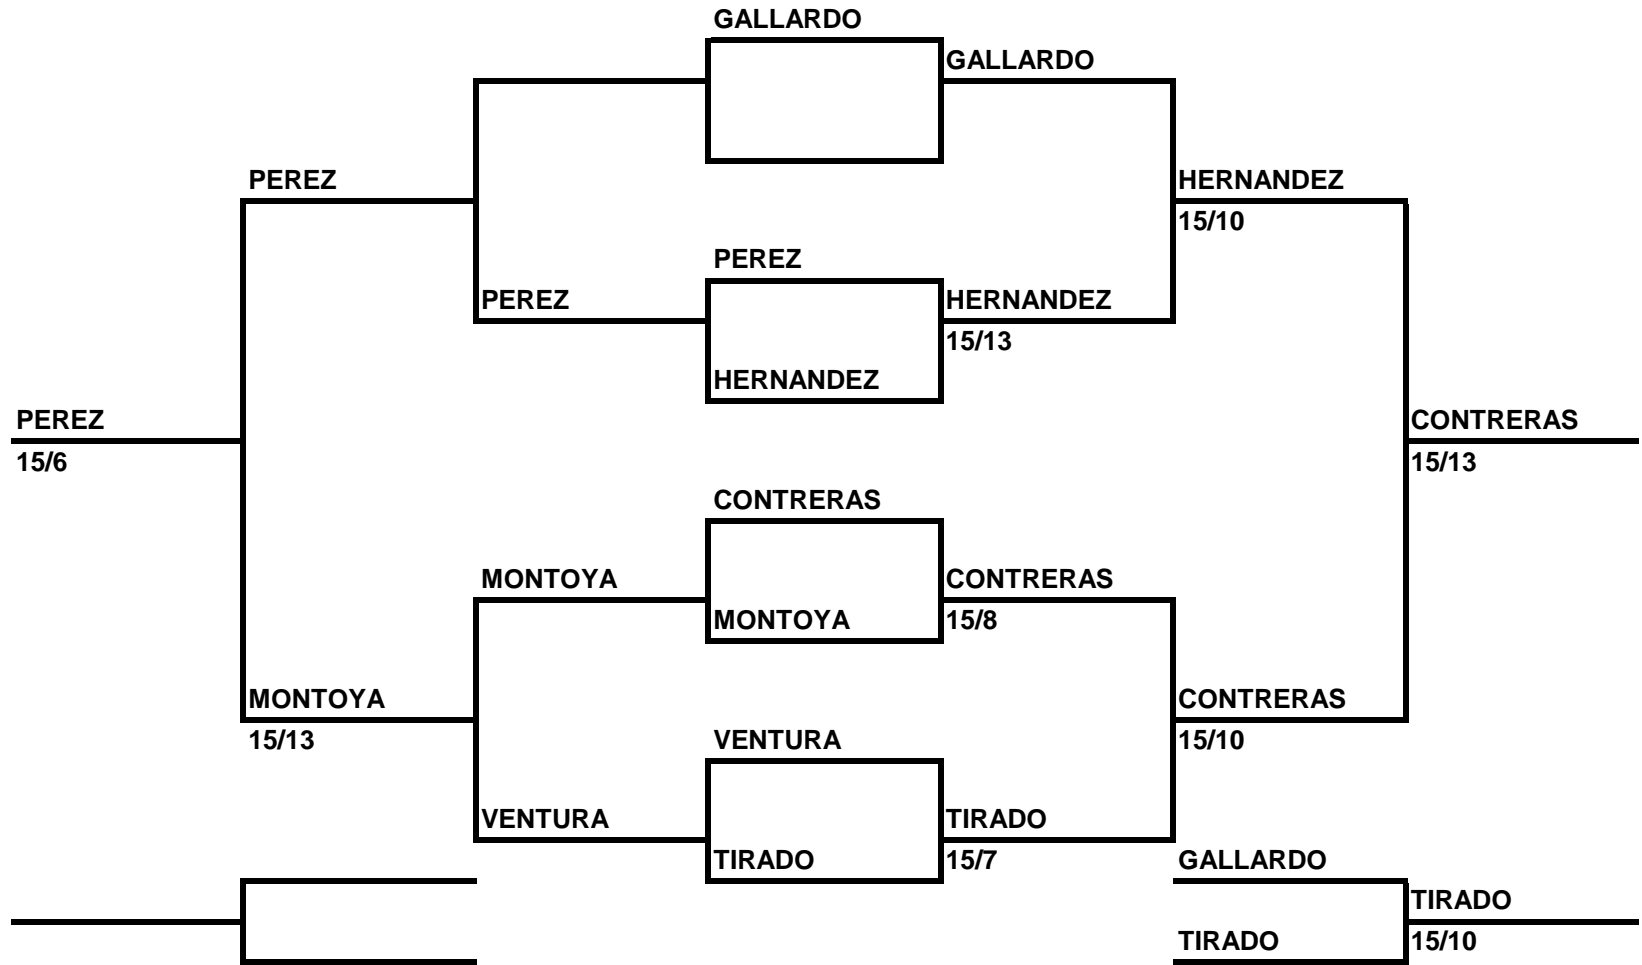 GALLARDO
GALLARDO
PEREZ
HERNANDEZ
15/10
PEREZ
PEREZ
HERNANDEZ
15/13
HERNANDEZ
PEREZ
CONTRERAS
15/6
15/13
CONTRERAS
MONTOYA
CONTRERAS
MONTOYA
15/8
MONTOYA
CONTRERAS
15/13
VENTURA
15/10
VENTURA
TIRADO
TIRADO
15/7
GALLARDO
TIRADO
TIRADO
15/10